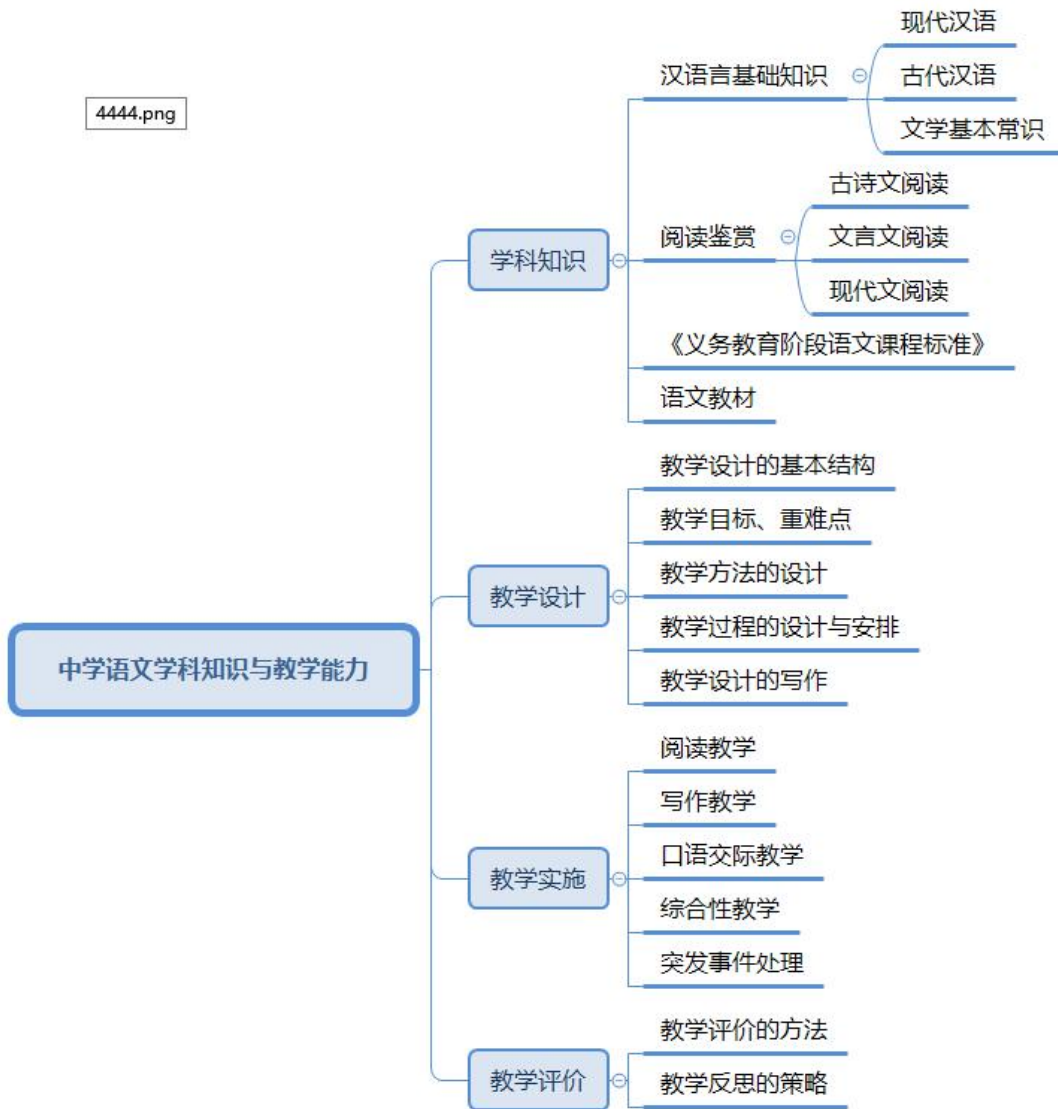 4444.png
中学语文学科知识与教学能力
学科知识
汉语言基础知识
现代汉语
古代汉语
文学基本常识
阅读鉴赏
古诗文阅读
文言文阅读
现代文阅读
《义务教育阶段语文课程标准》
语文教材
教学设计
教学设计的基本结构
教学目标、重难点
教学方法的设计
教学过程的设计与安排
教学设计的写作
教学实施
阅读教学
写作教学
口语交际教学
综合性教学
突发事件处理
教学评价
教学评价的方法
教学反思的策略